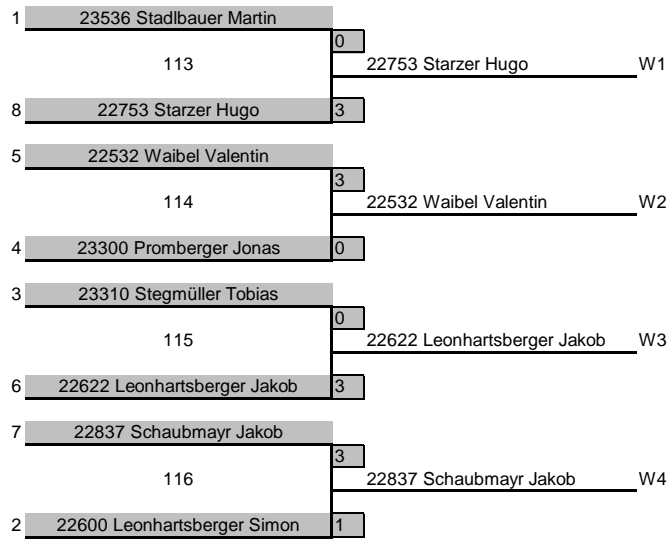 1 23536 Stadlbauer Martin
0
113 22753 Starzer Hugo W1
8 22753 Starzer Hugo 3
5 22532 Waibel Valentin
3
114 22532 Waibel Valentin W2
4 23300 Promberger Jonas 0
3 23310 Stegmüller Tobias
0
115 22622 Leonhartsberger Jakob W3
6 22622 Leonhartsberger Jakob 3
7 22837 Schaubmayr Jakob
3
116 22837 Schaubmayr Jakob W4
2 22600 Leonhartsberger Simon 1